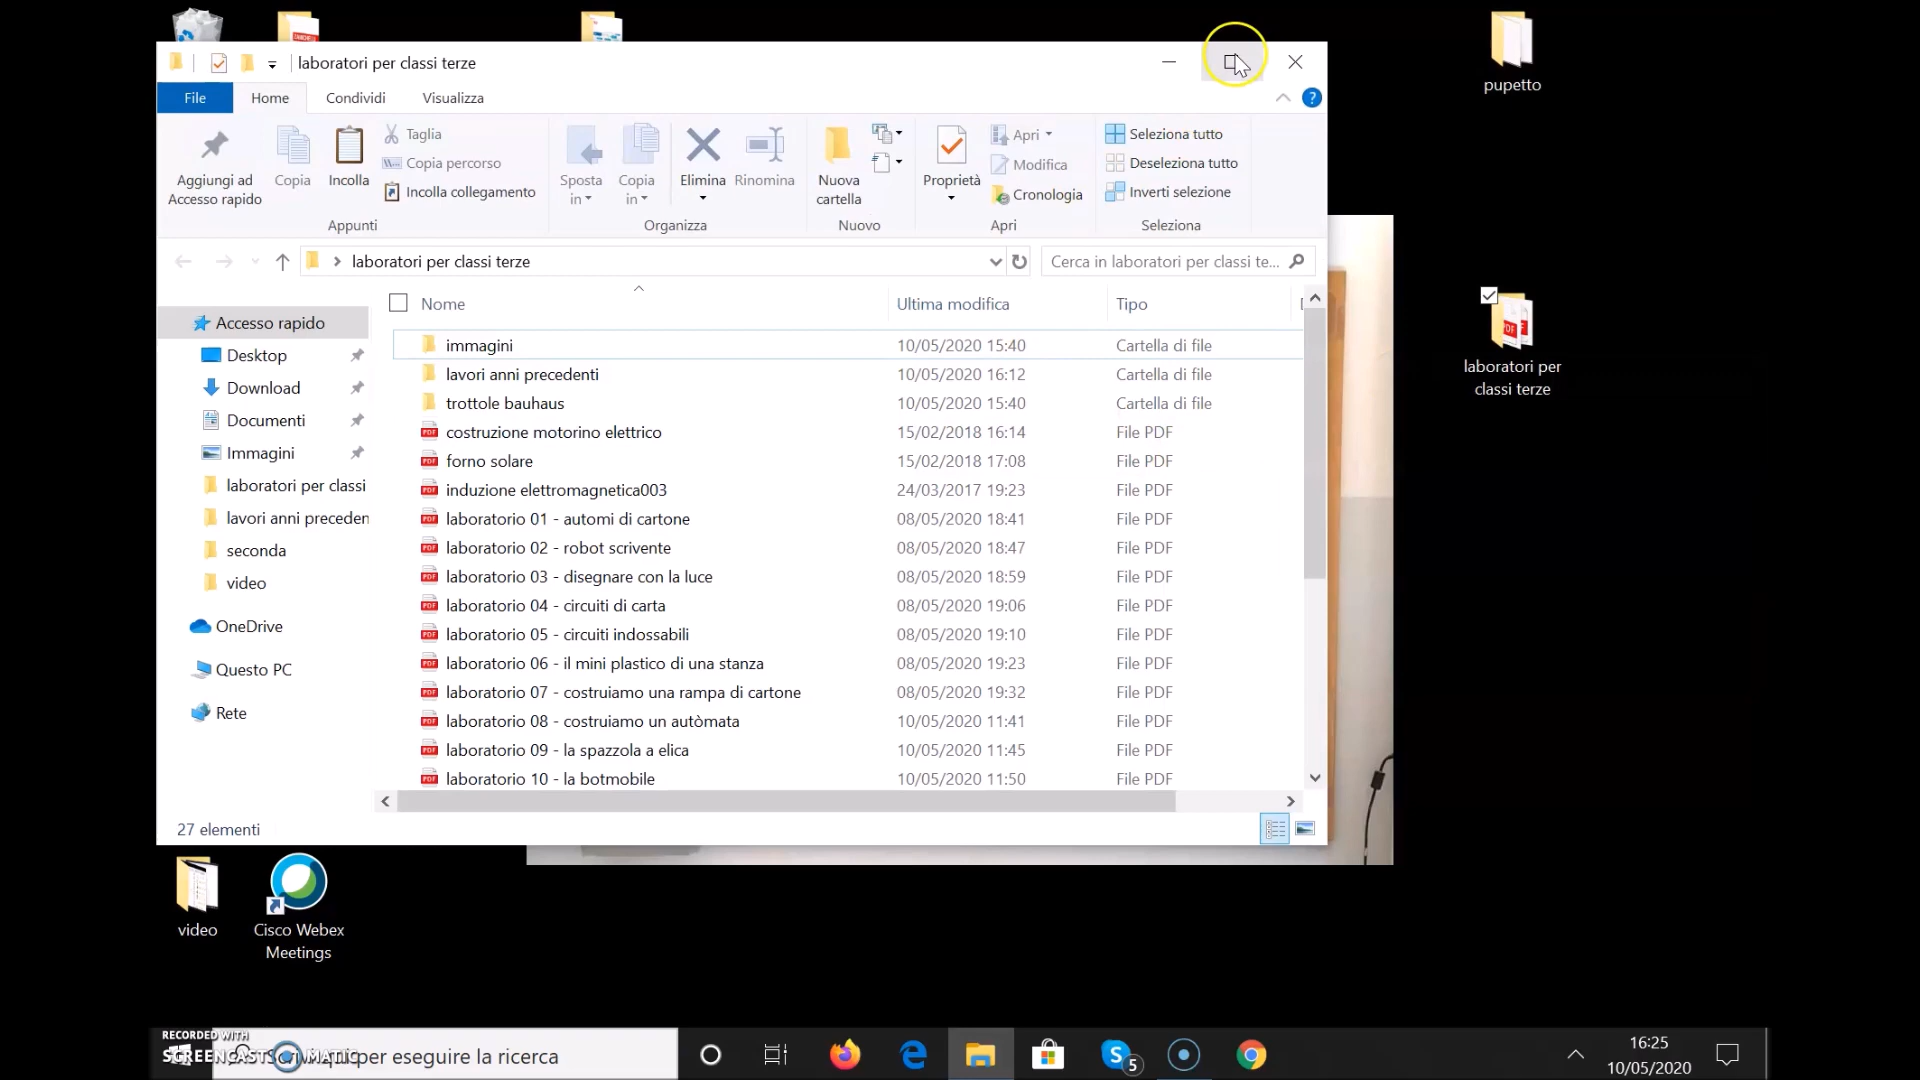 laboratori per classi terze
File
Home
Condividi
Visualizza
Aggiungi ad
Accesso rapido
Copia
Incolla
Taglia
Copia percorso
Incolla collegamento
Appunti
Sposta
in
Copia
in
Elimina
Rinomina
Organizza
Nuova
cartella
Nuovo
Proprietà
Apri
Modifica
Cronologia
Apri
Seleziona tutto
Deseleziona tutto
Inverti selezione
Seleziona
laboratori per classi terze
Cerca in laboratori per classi te...
Accesso rapido
Desktop
Download
Documenti
Immagini
laboratori per classi
lavori anni preceden
seconda
video
OneDrive
Questo PC
Rete
Nome Ultima modifica Tipo
immagini 10/05/2020 15:40 Cartella di file
lavori anni precedenti 10/05/2020 16:12 Cartella di file
trottole bauhaus 10/05/2020 15:40 Cartella di file
costruzione motorino elettrico 15/02/2018 16:14 File PDF
forno solare 15/02/2018 17:08 File PDF
induzione elettromagnetica003 24/03/2017 19:23 File PDF
laboratorio 01 - automi di cartone 08/05/2020 18:41 File PDF
laboratorio 02 - robot scrivente 08/05/2020 18:47 File PDF
laboratorio 03 - disegnare con la luce 08/05/2020 18:59 File PDF
laboratorio 04 - circuiti di carta 08/05/2020 19:06 File PDF
laboratorio 05 - circuiti indossabili 08/05/2020 19:10 File PDF
laboratorio 06 - il mini plastico di una stanza 08/05/2020 19:23 File PDF
laboratorio 07 - costruiamo una rampa di cartone 08/05/2020 19:32 File PDF
laboratorio 08 - costruiamo un autòmata 10/05/2020 11:41 File PDF
laboratorio 09 - la spazzola a elica 10/05/2020 11:45 File PDF
laboratorio 10 - la botmobile 10/05/2020 11:50 File PDF
27 elementi
pupetto
laboratori per
classi terze
video
Cisco Webex
Meetings
RECORDED WITH
SCREENCAST MATIC
per eseguire la ricerca
5
16:25
10/05/2020